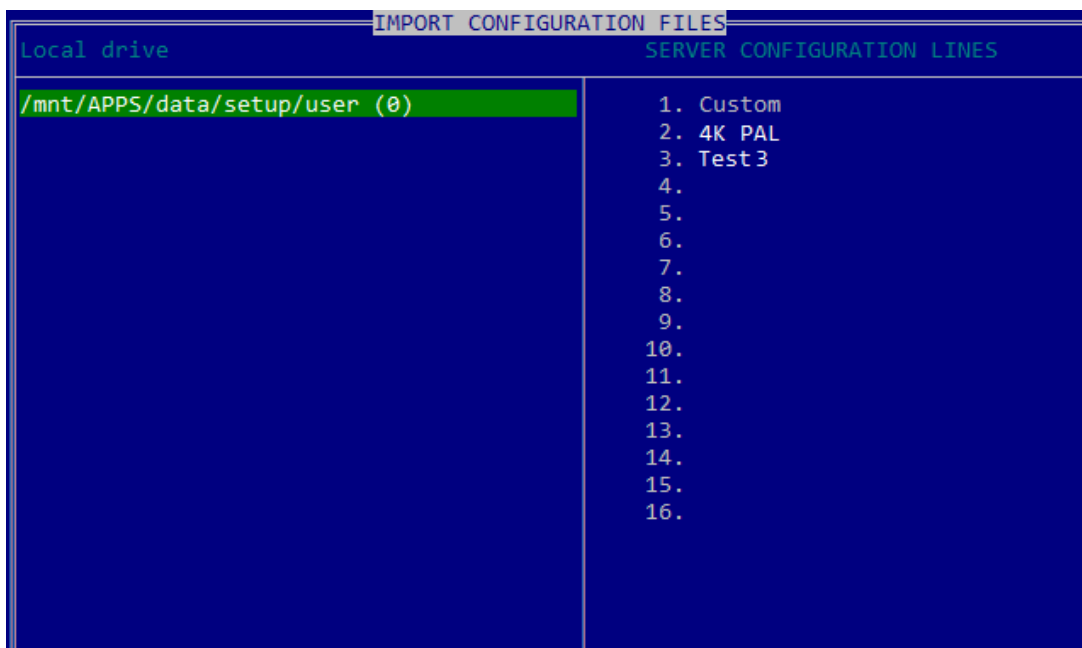 IMPORT CONFIGURATION FILES
Local drive
SERVER CONFIGURATION LINES
/mnt/APPS/data/setup/user (0)
1. Custom
2. 4K PAL
3. Test3
4.
5.
6.
7.
8.
9.
10.
11.
12.
13.
14.
15.
16.